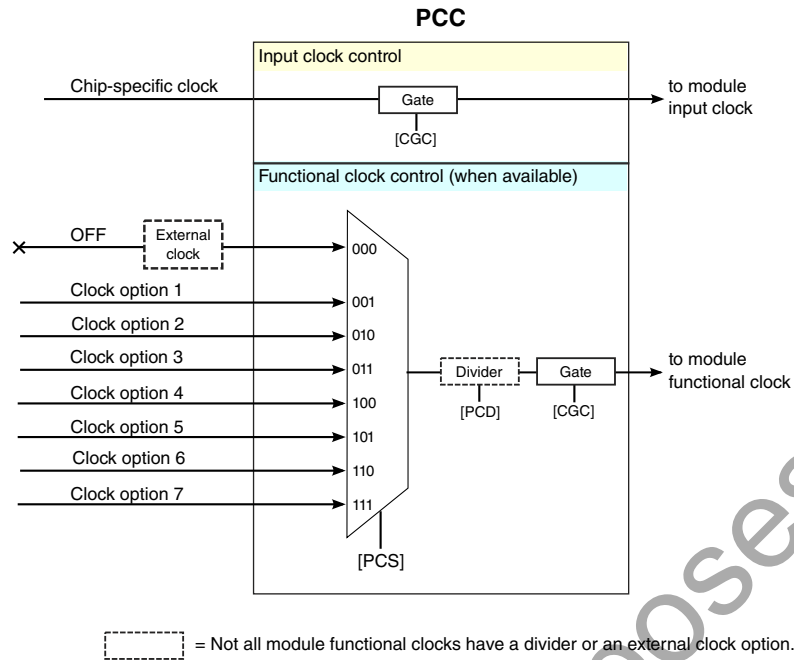 PCC
Input clock control
Chip-specific clock
Gate
to module
input clock
[CGC]
Functional clock control (when available)
OFF
External
clock
000
Clock option 1
001
Clock option 2
010
Clock option 3
011
Clock option 4
100
Clock option 5
101
Clock option 6
110
Clock option 7
111
Divider
Gate
to module
functional clock
[PCD]
[CGC]
[PCS]
= Not all module functional clocks have a divider or an external clock option.